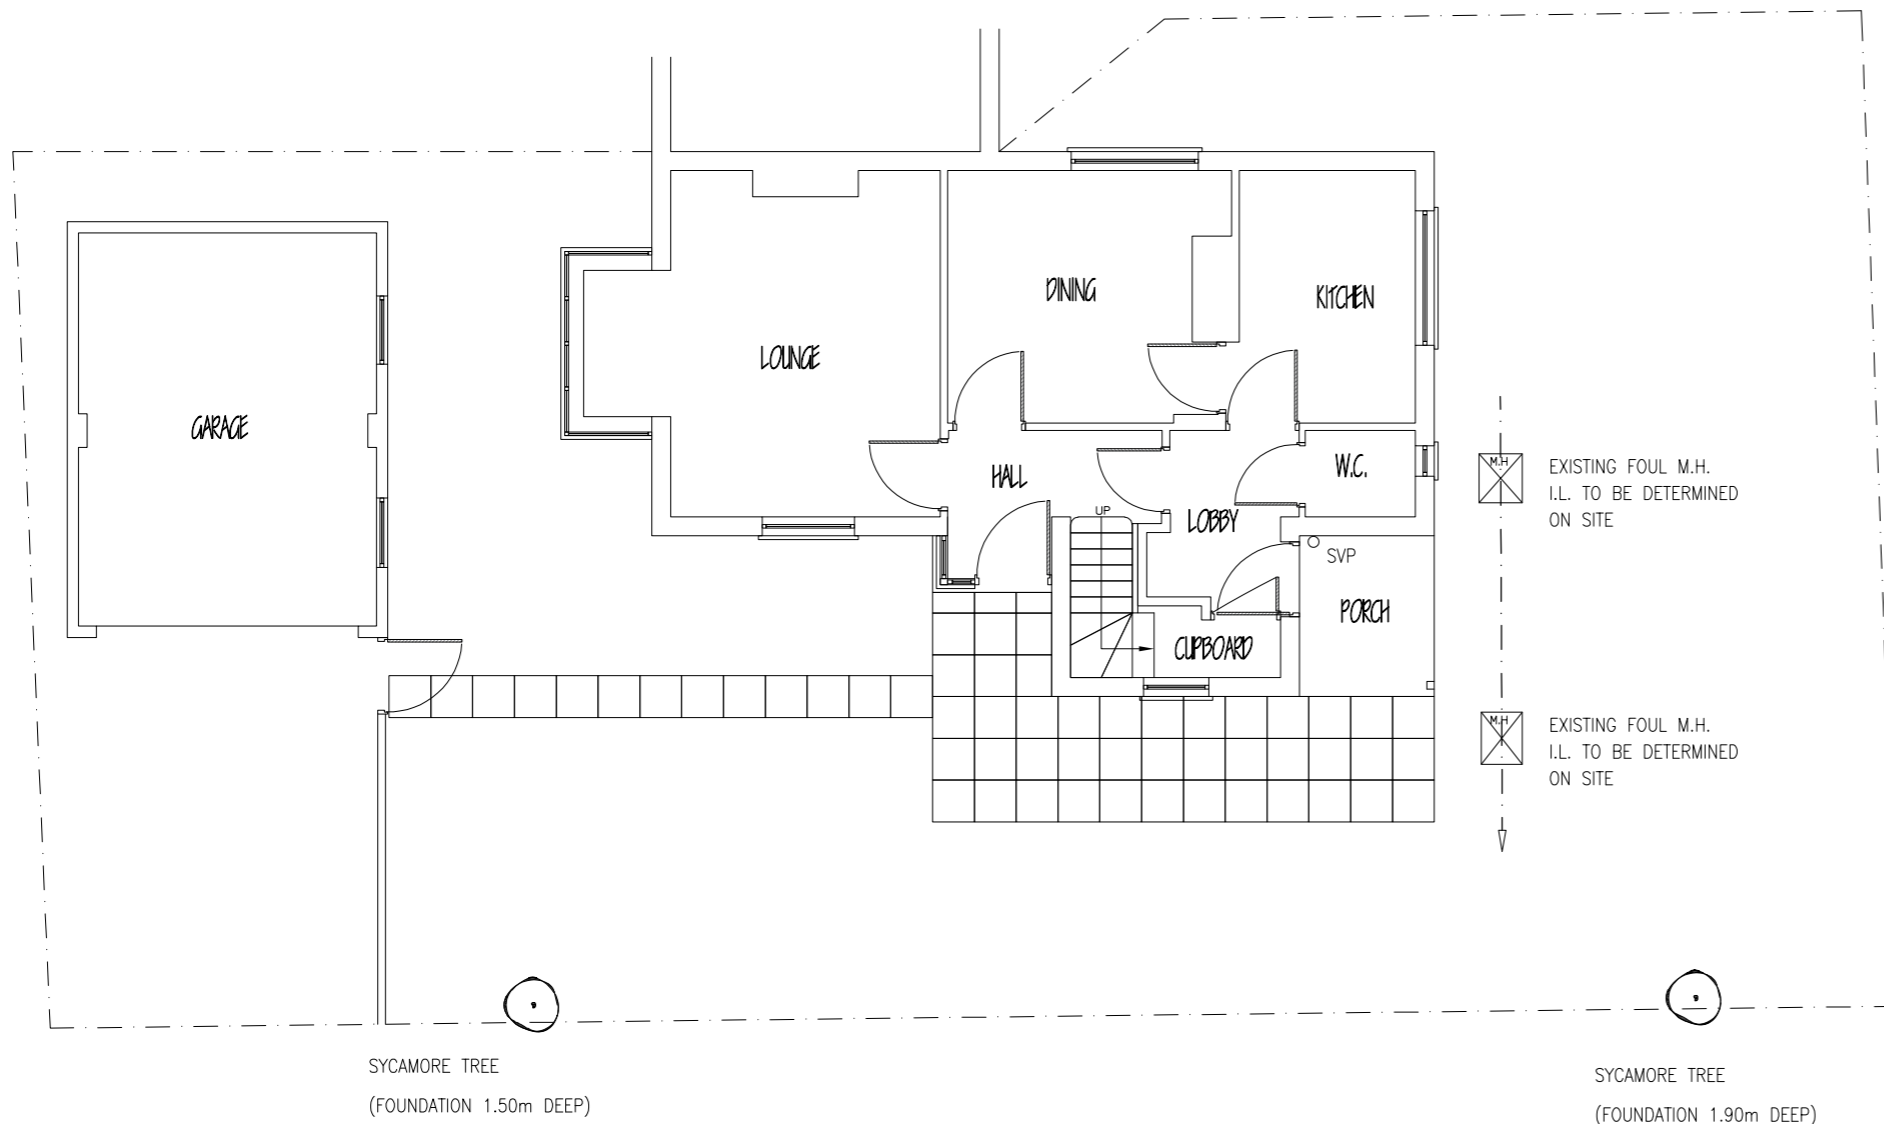 DINING
KITCHEN
LOUNGE
GARAGE
HALL
W.C.
M.H
EXISTING FOUL M.H.
I.L. TO BE DETERMINED
ON SITE
UP
LOBBY
SVP
PORCH
CUPBOARD
M.H
EXISTING FOUL M.H.
I.L. TO BE DETERMINED
ON SITE
SYCAMORE TREE
(FOUNDATION 1.50m DEEP)
SYCAMORE TREE
(FOUNDATION 1.90m DEEP)